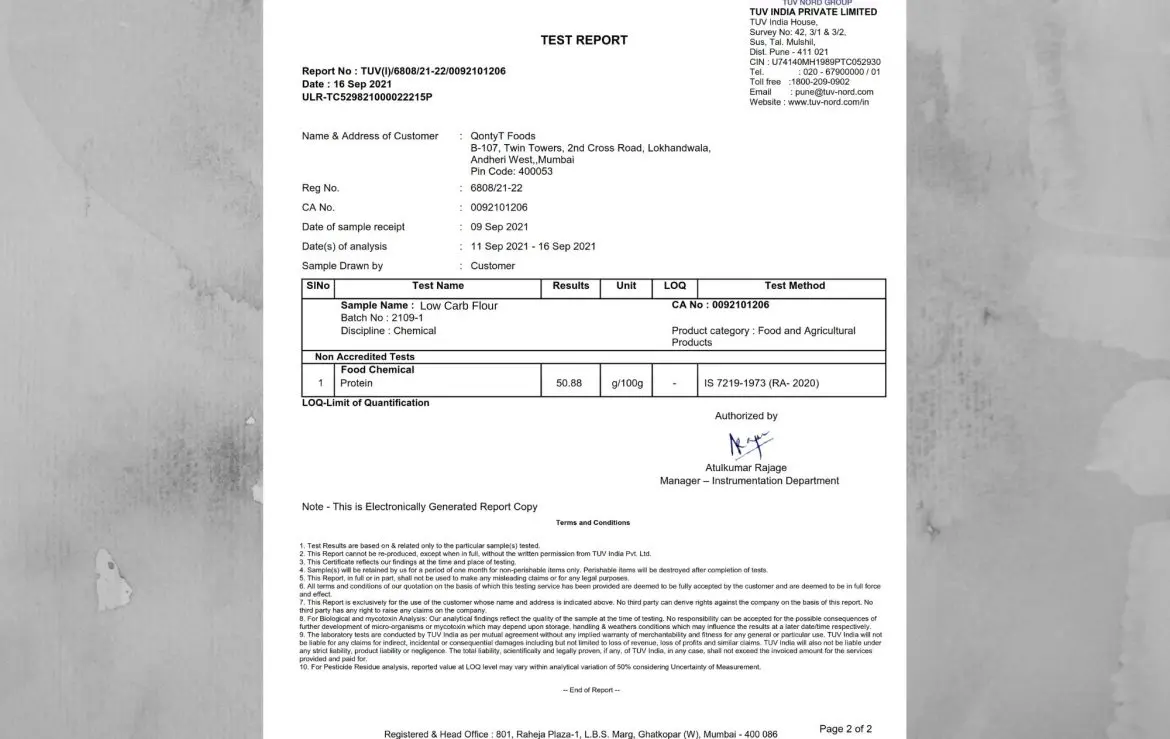 TUV NORD GROUP
TUV INDIA PRIVATE LIMITED
TUV India House,
Survey No: 42, 3/1 & 3/2,
Sus, Tal. Mulshil,
Dist. Pune - 411 021
CIN : U74140MH1989PTC052930
Tel. : 020 - 67900000 / 01
Toll free :1800-209-0902
Email : pune@tuv-nord.com
Website : www.tuv-nord.com/in
TEST REPORT
Report No : TUV(I)/6808/21-22/0092101206
Date : 16 Sep 2021
ULR-TC529821000022215P
Name & Address of Customer : QontyT Foods
B-107, Twin Towers, 2nd Cross Road, Lokhandwala,
Andheri West,,Mumbai
Pin Code: 400053
Reg No. : 6808/21-22
CA No. : 0092101206
Date of sample receipt : 09 Sep 2021
Date(s) of analysis : 11 Sep 2021 - 16 Sep 2021
Sample Drawn by : Customer
SlNo Test Name Results Unit LOQ Test Method
Sample Name : Low Carb Flour CA No : 0092101206
Batch No : 2109-1
Discipline : Chemical Product category : Food and Agricultural
Products
Non Accredited Tests
Food Chemical
1 Protein 50.88 g/100g - IS 7219-1973 (RA- 2020)
LOQ-Limit of Quantification
Authorized by
Atulkumar Rajage
Manager – Instrumentation Department
Note - This is Electronically Generated Report Copy
Terms and Conditions
1. Test Results are based on & related only to the particular sample(s) tested.
2. This Report cannot be re-produced, except when in full, without the written permission from TUV India Pvt. Ltd.
3. This Certificate reflects our findings at the time and place of testing.
4. Sample(s) will be retained by us for a period of one month for non-perishable items only. Perishable items will be destroyed after completion of tests.
5. This Report, in full or in part, shall not be used to make any misleading claims or for any legal purposes.
6. All terms and conditions of our quotation on the basis of which this testing service has been provided are deemed to be fully accepted by the customer and are deemed to be in full force
and effect.
7. This Report is exclusively for the use of the customer whose name and address is indicated above. No third party can derive rights against the company on the basis of this report. No
third party has any right to raise any claims on the company.
8. For Biological and mycotoxin Analysis: Our analytical findings reflect the quality of the sample at the time of testing. No responsibility can be accepted for the possible consequences of
further development of micro-organisms or mycotoxin which may depend upon storage, handling & weathers conditions which may influence the results at a later date/time respectively.
9. The laboratory tests are conducted by TUV India as per mutual agreement without any implied warranty of merchantability and fitness for any general or particular use. TUV India will not
be liable for any claims for indirect, incidental or consequential damages including but not limited to loss of revenue, loss of profits and similar claims. TUV India will also not be liable under
any strict liability, product liability or negligence. The total liability, scientifically and legally proven, if any, of TUV India, in any case, shall not exceed the invoiced amount for the services
provided and paid for.
10. For Pesticide Residue analysis, reported value at LOQ level may vary within analytical variation of 50% considering Uncertainty of Measurement.
-- End of Report --
Registered & Head Office : 801, Raheja Plaza-1, L.B.S. Marg, Ghatkopar (W), Mumbai - 400 086
Page 2 of 2